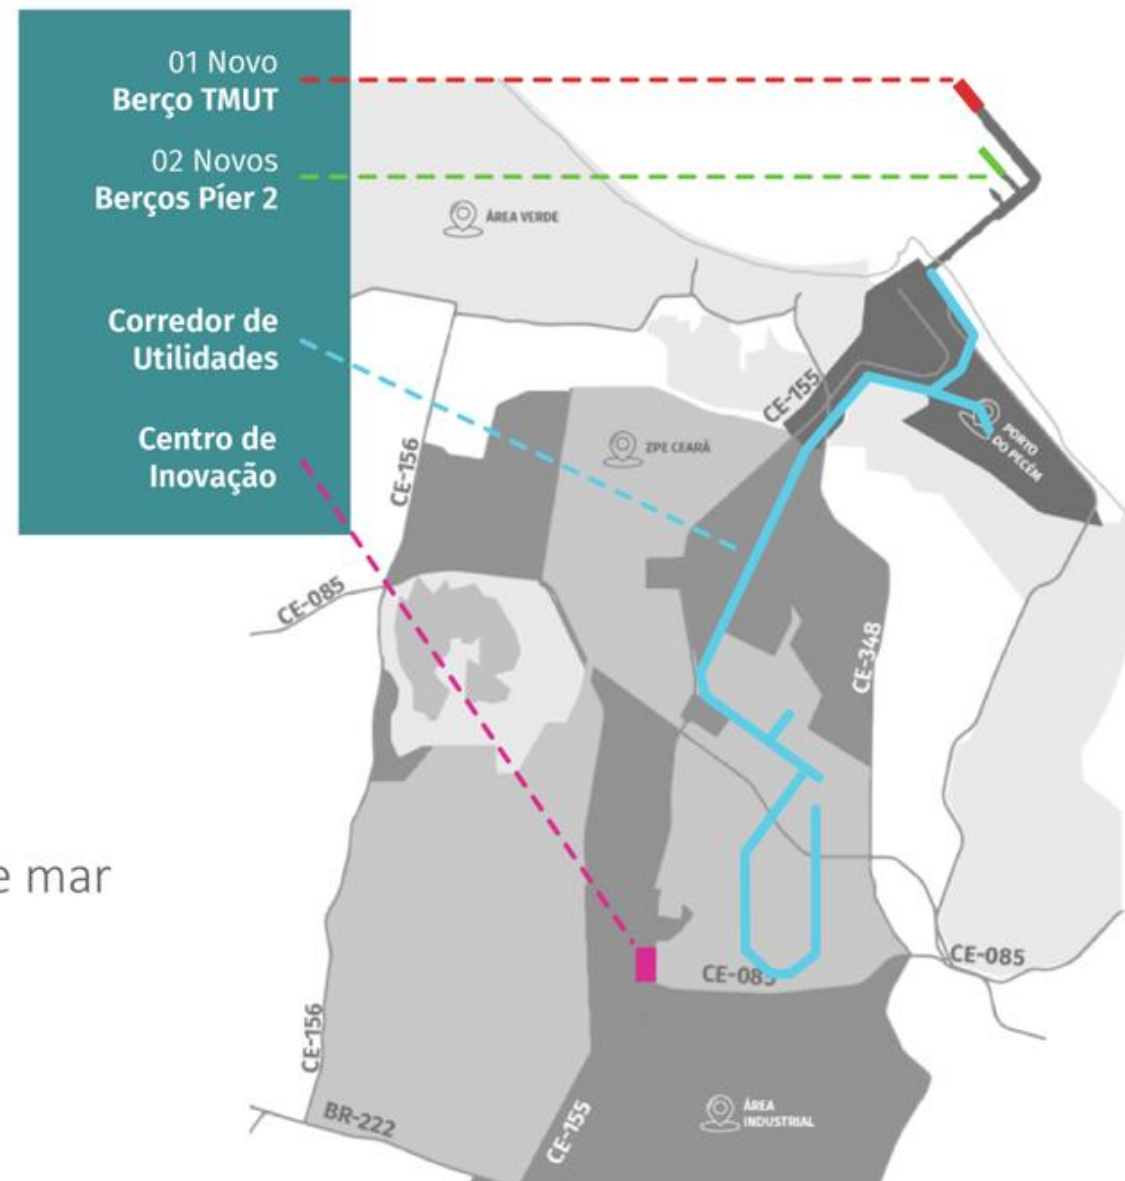 01 Novo
Berço TMUT
02 Novos
Berços Píer 2
Corredor de
Utilidades
Centro de
Inovação
ÁREA VERDE
CE-155
ZPE CEARÁ
PORTO
DO PECÉM
CE-156
CE-085
CE-348
e mar
CE-085
CE-085
CE-156
BR-222
CE-155
ÁREA
INDUSTRIAL